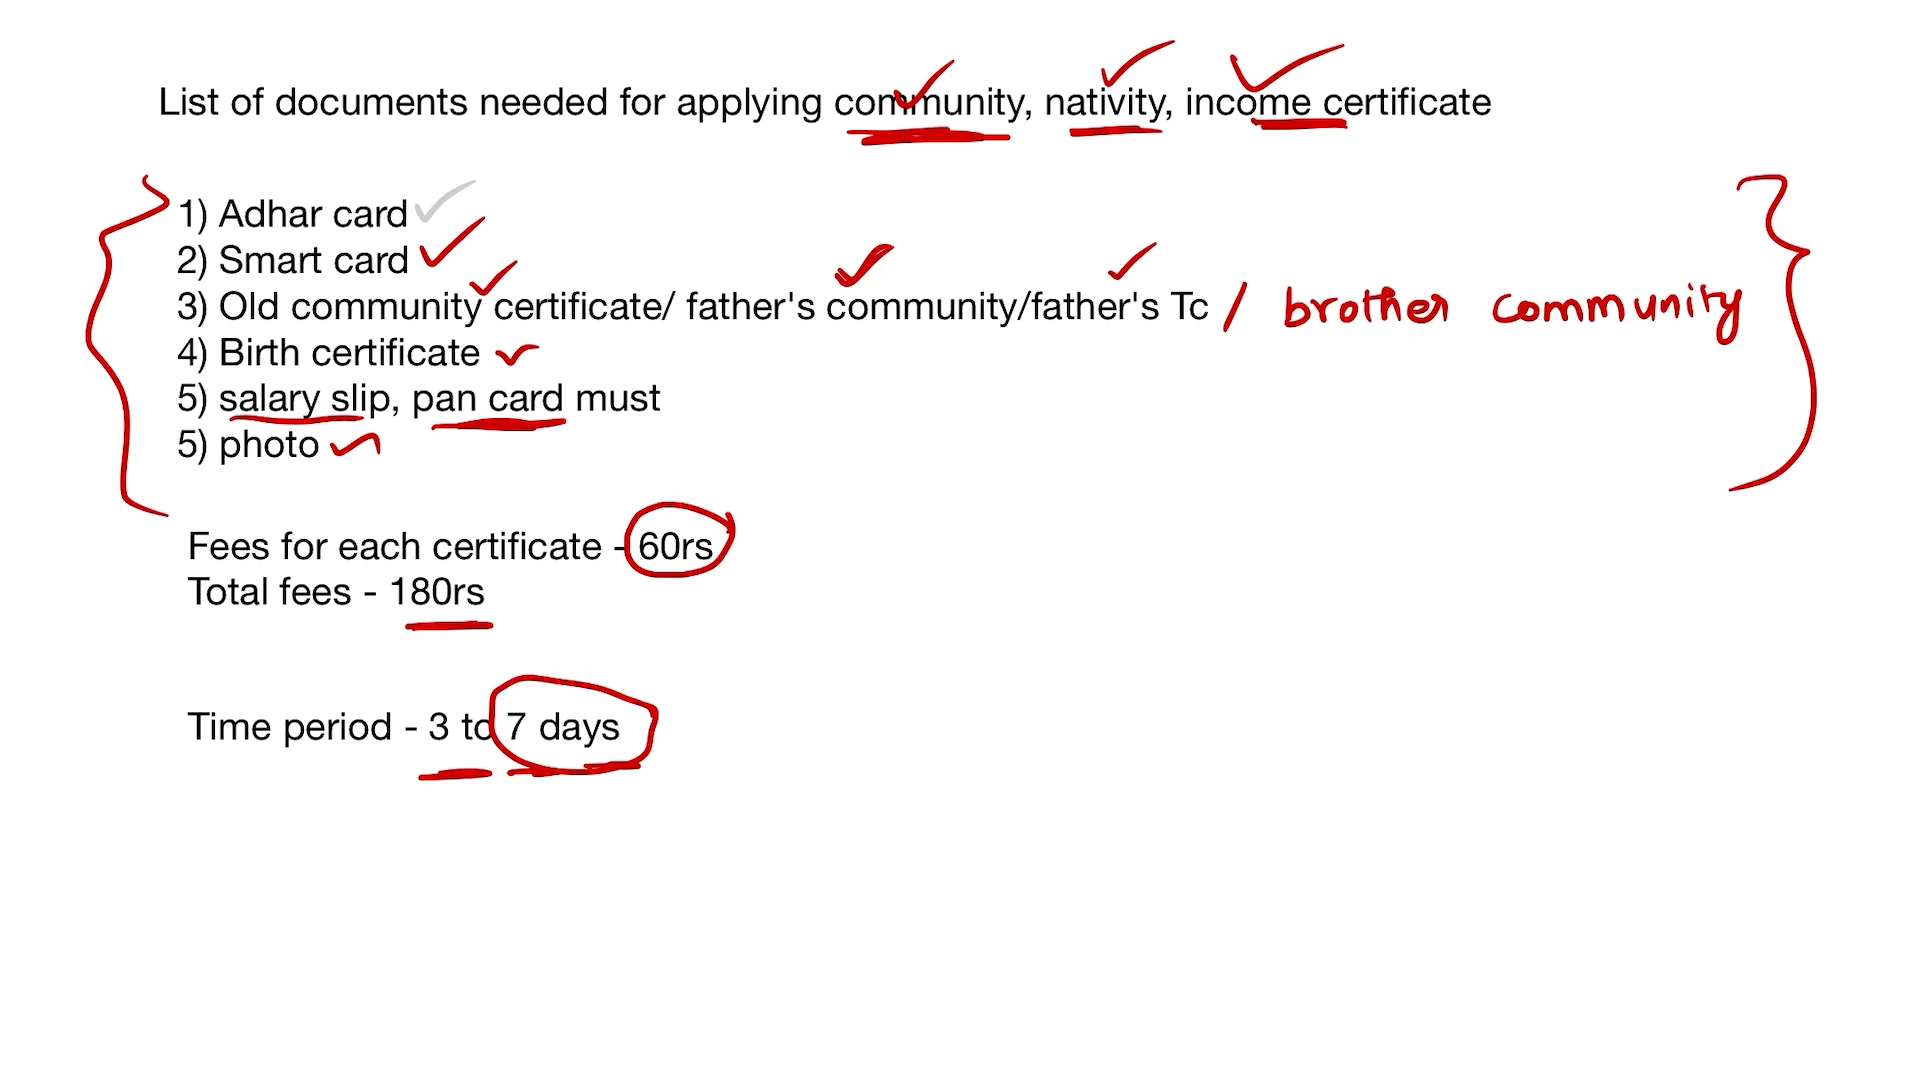 List of documents needed for applying community, nativity, income certificate
1) Adhar card
2) Smart card
3) Old community certificate/ father's community/father's Tc / brother community
4) Birth certificate
5) salary slip, pan card must
5) photo
Fees for each certificate - 60rs
Total fees - 180rs
Time period - 3 to 7 days